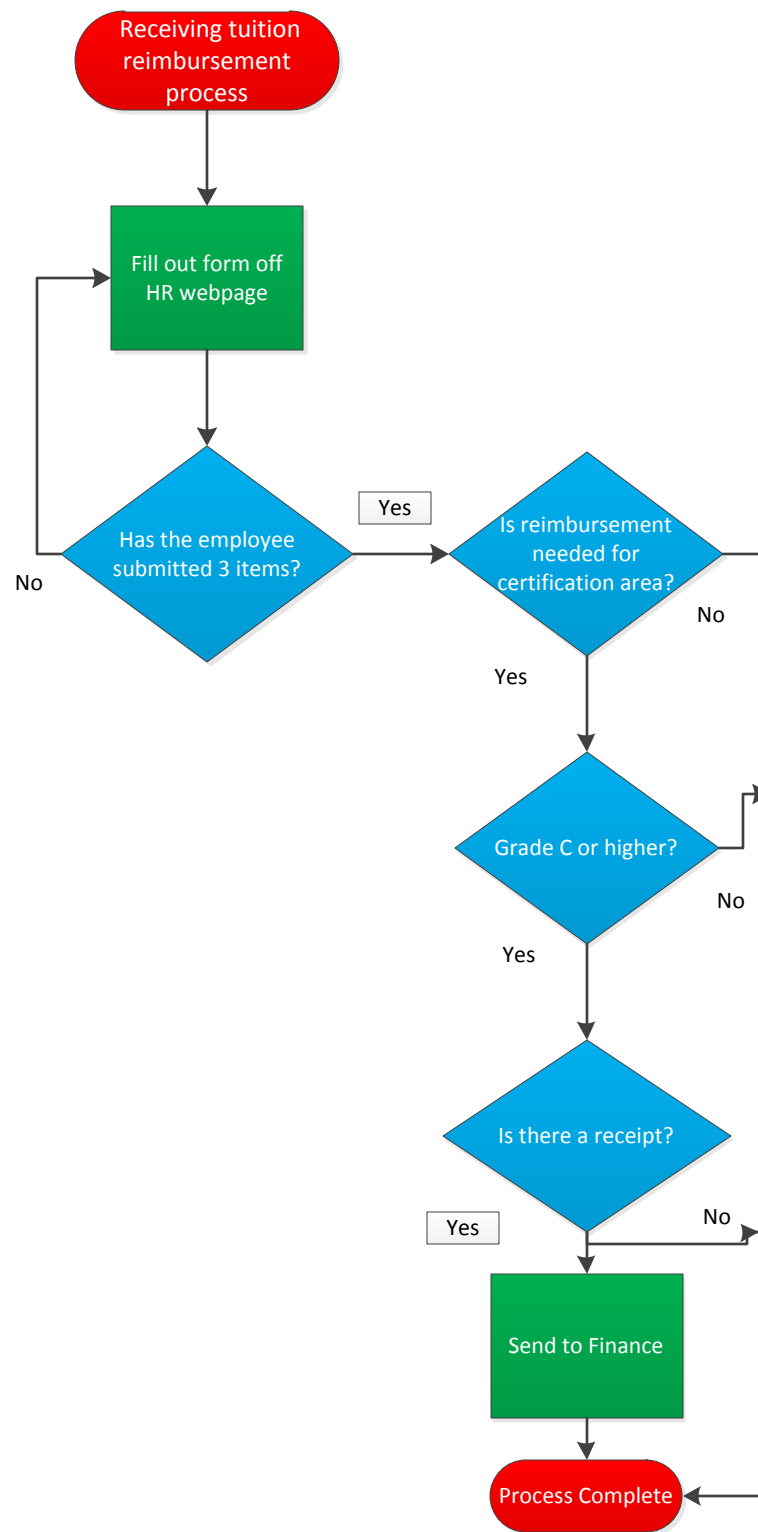 Receiving tuition
reimbursement
process
Fill out form off
HR webpage
Has the employee
submitted 3 items?
No
Yes
Is reimbursement
needed for
certification area?
No
Yes
Grade C or higher?
No
Yes
Is there a receipt?
No
Yes
Send to Finance
Process Complete